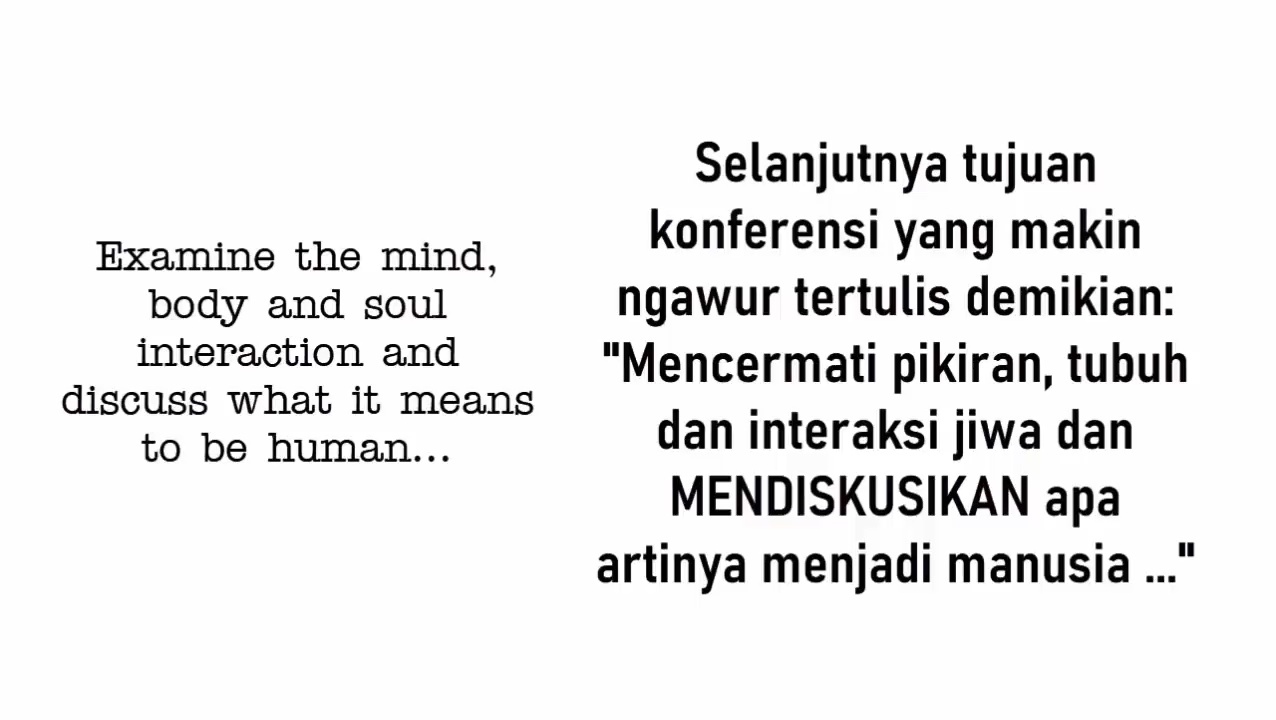 Examine the mind,
body and soul
interaction and
discuss what it means
to be human...
Selanjutnya tujuan
konferensi yang makin
ngawur tertulis demikian:
"Mencermati pikiran, tubuh
dan interaksi jiwa dan
MENDISKUSIKAN apa
artinya menjadi manusia ..."